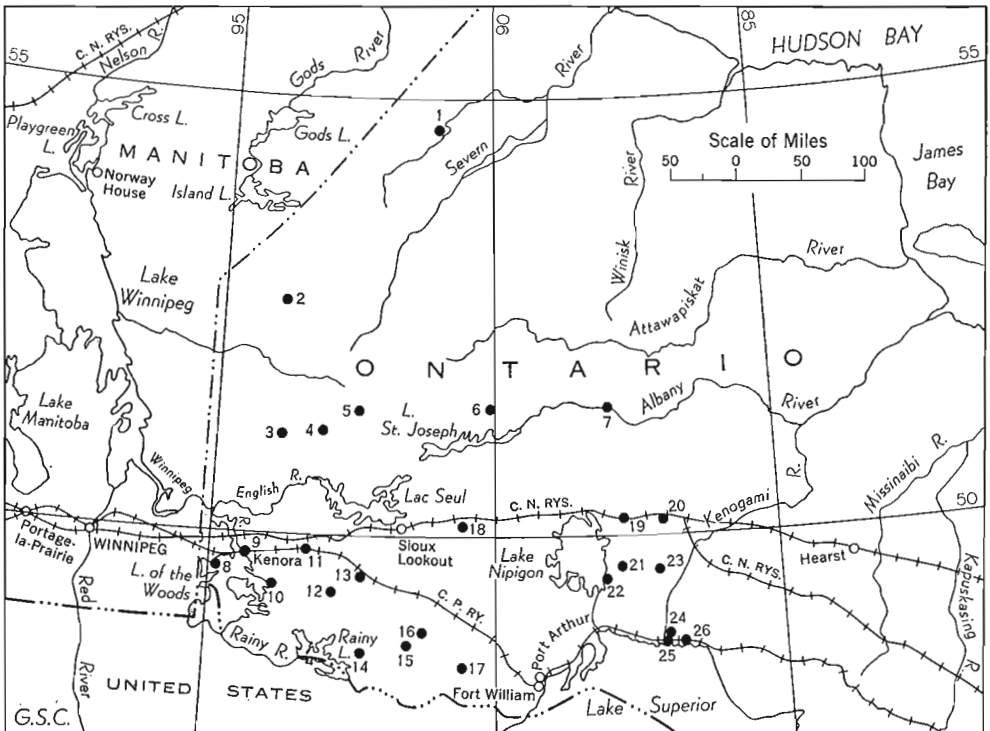 95
90
85
HUDSON BAY
55
C. N. RYS.
Nelson R.
Gods River
River
55
Cross L.
Playgreen L.
Gods L.
1
Severn
Scale of Miles
50 0 50 100
James Bay
MANITOBA
Norway House
Island L.
Winisk River
River
Lake Winnipeg
2
Attawapiskat
ONTARIO
Lake Manitoba
5
6
7
Albany River
3
4
L. St. Joseph
Winnipeg R.
English R.
Lac Seul
C. N. RYS.
Kenogami R.
Missinaibi R.
50
Portage-la-Prairie
WINNIPEG
18
19
20
9
Kenora
11
Sioux Lookout
Lake Nipigon
Hearst
L. of the Woods
8
10
13
12
21
23
22
C. N. RYS.
Kapuskasing R.
C. P. RY.
Red River
Rainy R.
Rainy L.
14
16
15
17
Port Arthur
24
25
26
UNITED STATES
Fort William
Lake Superior
G.S.C.